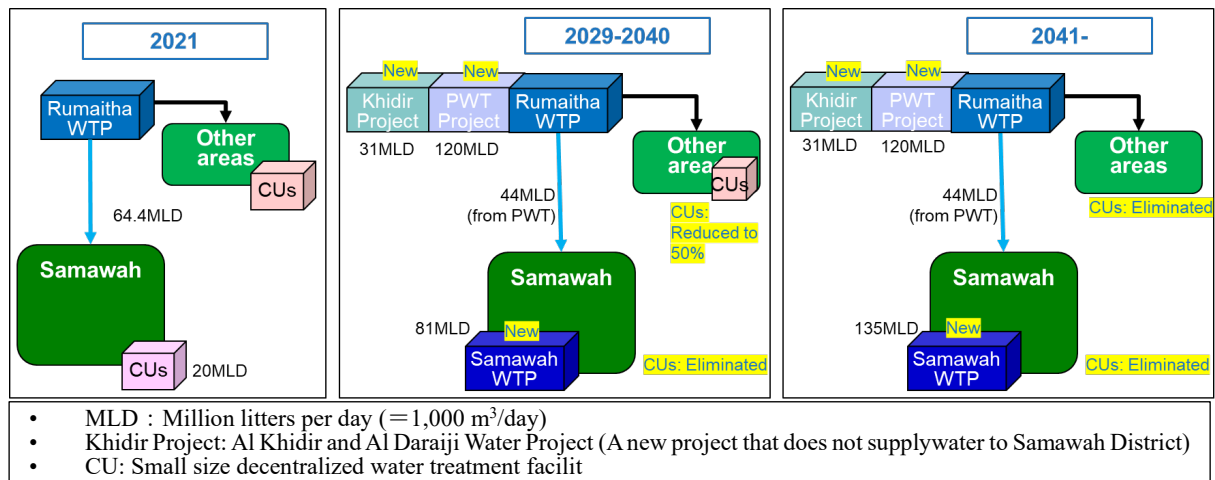 2021
Rumaitha
WTP
Other
areas
CUs
64.4MLD
Samawah
CUs
20MLD
2029-2040
New
New
Khidir
Project
PWT
Project
Rumaitha
WTP
31MLD
120MLD
Other
areas
CUs
44MLD
(from PWT)
CUs:
Reduced to
50%
Samawah
81MLD
New
Samawah
WTP
CUs: Eliminated
2041-
New
New
Khidir
Project
PWT
Project
Rumaitha
WTP
31MLD
120MLD
Other
areas
44MLD
(from PWT)
CUs: Eliminated
Samawah
135MLD
New
Samawah
WTP
CUs: Eliminated
• MLD : Million litters per day (＝1,000 m³/day)
• Khidir Project: Al Khidir and Al Daraiji Water Project (A new project that does not supplywater to Samawah District)
• CU: Small size decentralized water treatment facilit